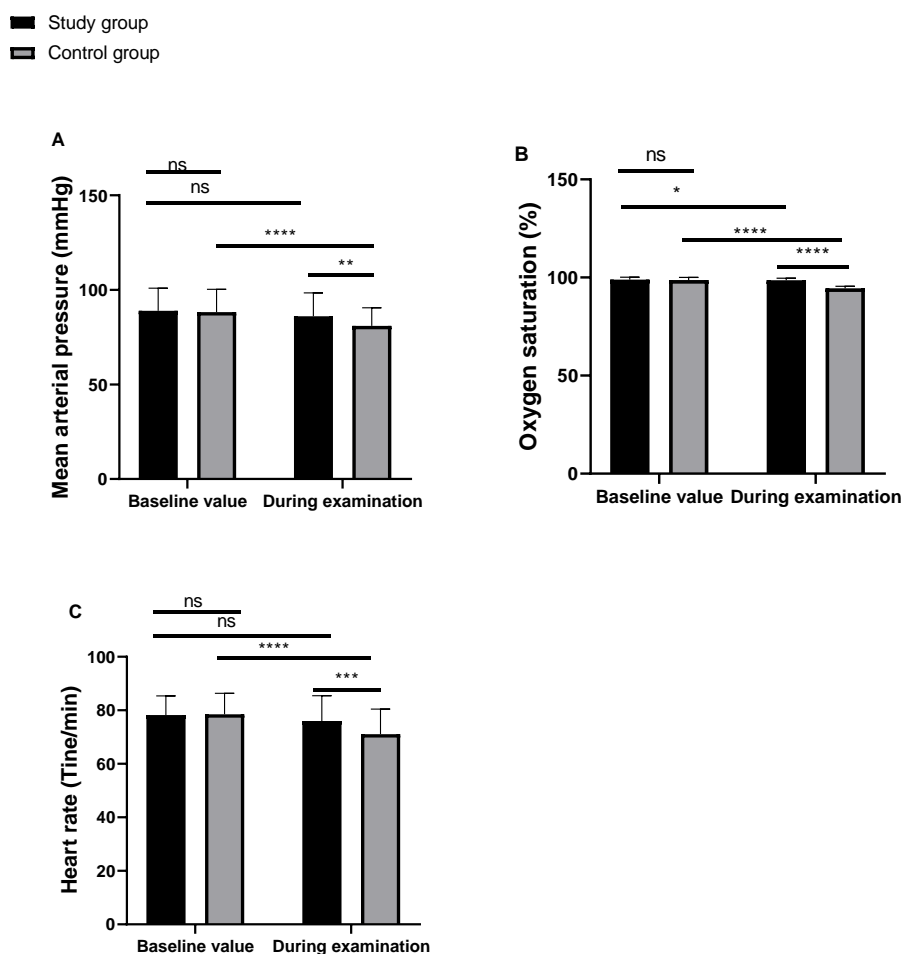 Study group
Control group
A
ns
ns
****
**
150
100
50
0
Mean arterial pressure (mmHg)
Baseline value During examination
B
ns
*
****
****
150
100
50
0
Oxygen saturation (%)
Baseline value During examination
C
ns
ns
****
***
100
80
60
40
20
0
Heart rate (Tine/min)
Baseline value During examination